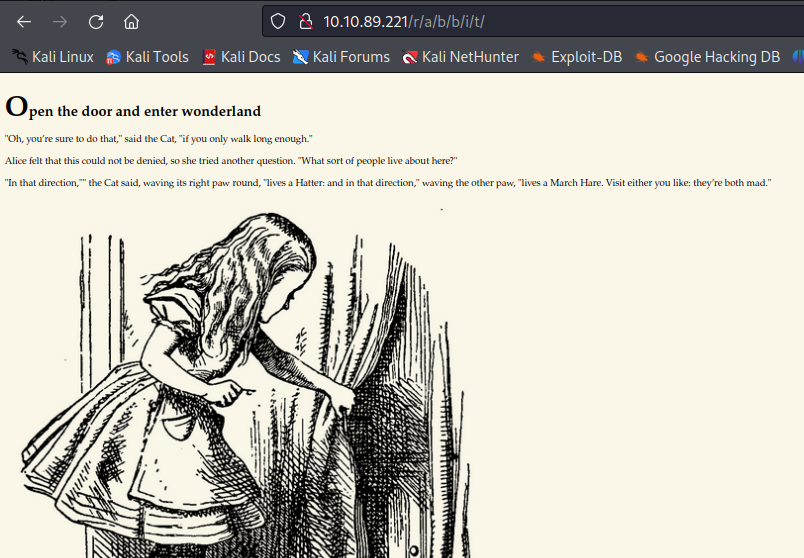 10.10.89.221/r/a/b/b/i/t/
Kali Linux Kali Tools Kali Docs Kali Forums Kali NetHunter Exploit-DB Google Hacking DB
Open the door and enter wonderland
"Oh, you’re sure to do that," said the Cat, "if you only walk long enough."
Alice felt that this could not be denied, so she tried another question. "What sort of people live about here?"
"In that direction,"" the Cat said, waving its right paw round, "lives a Hatter: and in that direction," waving the other paw, "lives a March Hare. Visit either you like: they’re both mad."